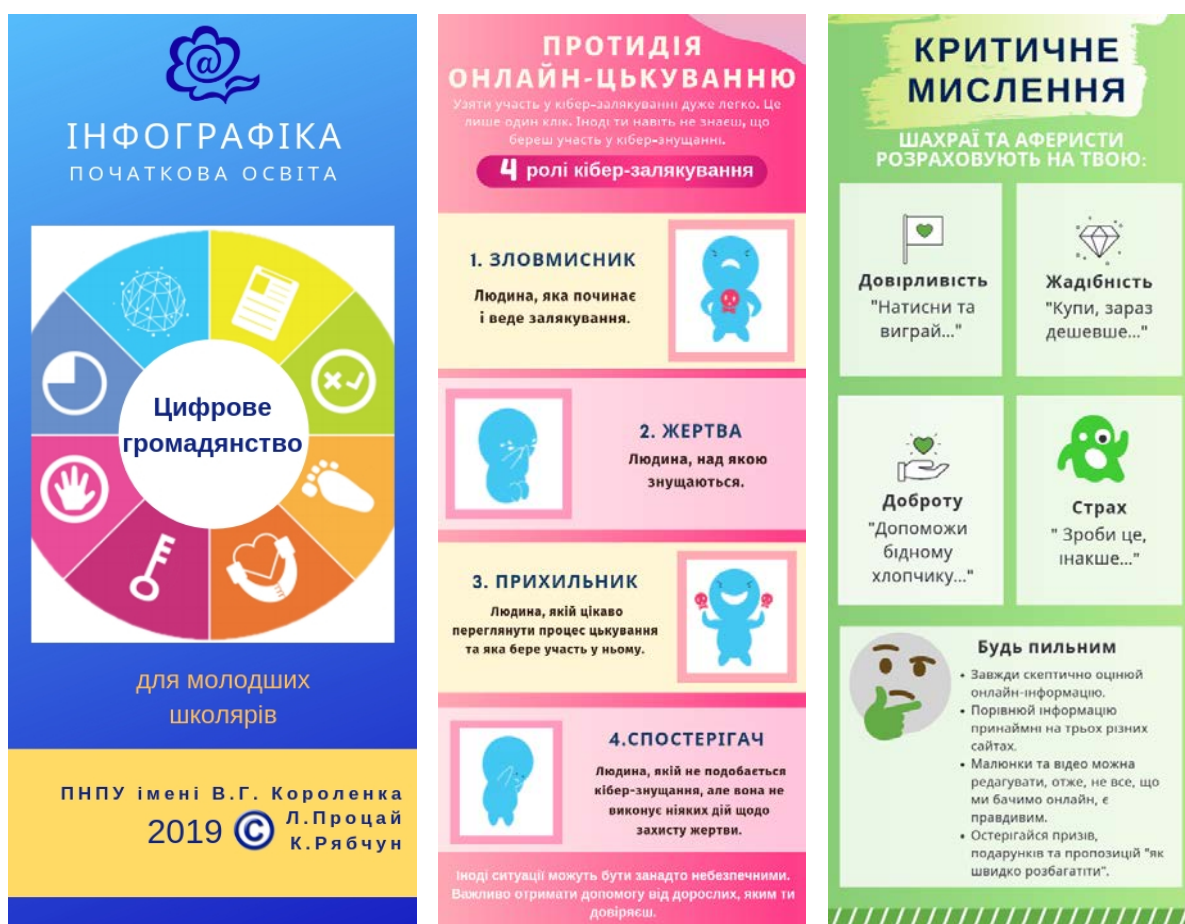 @
ІНФОГРАФІКА
ПОЧАТКОВА ОСВІТА
Цифрове
громадянство
для молодших
школярів
ПНПУ імені В.Г. Короленка
2019 © Л.Процай
К.Рябчун
ПРОТИДІЯ
ОНЛАЙН-ЦЬКУВАННЮ
Узяти участь у кібер-залякуванні дуже легко. Це
лише один клік. Іноді ти навіть не знаєш, що
береш участь у кібер-знущанні.
4 ролі кібер-залякування
1. ЗЛОВМИСНИК
Людина, яка починає
і веде залякування.
2. ЖЕРТВА
Людина, над якою
знущаються.
3. ПРИХИЛЬНИК
Людина, якій цікаво
переглянути процес цькування
та яка бере участь у ньому.
4.СПОСТЕРІГАЧ
Людина, якій не подобається
кібер-знущання, але вона не
виконує ніяких дій щодо
захисту жертви.
Іноді ситуації можуть бути занадто небезпечними.
Важливо отримати допомогу від дорослих, яким ти
довіряєш.
КРИТИЧНЕ
МИСЛЕННЯ
ШАХРАЇ ТА АФЕРИСТИ
РОЗРАХОВУЮТЬ НА ТВОЮ:
Довірливість
"Натисни та
виграй..."
Жадібність
"Купи, зараз
дешевше..."
Доброту
"Допоможи
бідному
хлопчику..."
Страх
" Зроби це,
інакше..."
Будь пильним
• Завжди скептично оцінюй
онлайн-інформацію.
• Порівнюй інформацію
принаймні на трьох різних
сайтах.
• Малюнки та відео можна
редагувати, отже, не все, що
ми бачимо онлайн, є
правдивим.
• Остерігайся призів,
подарунків та пропозицій "як
швидко розбагатіти".